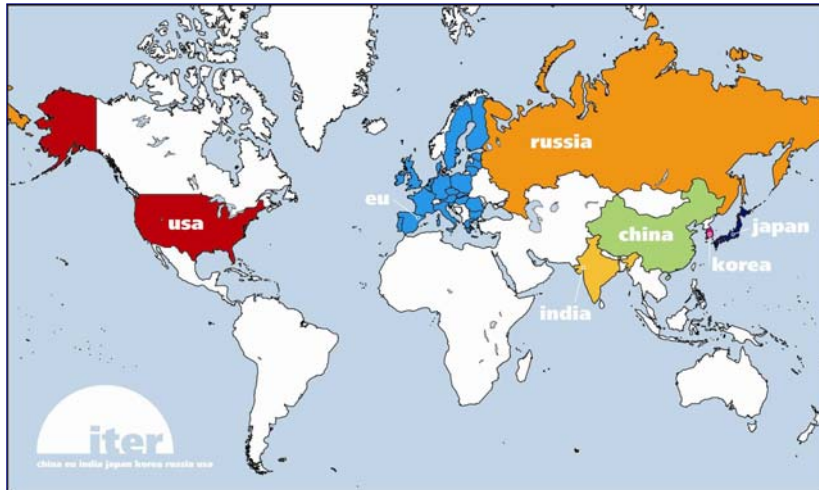 russia
eu
usa
china
japan
korea
india
iter
china eu india japan korea russia usa